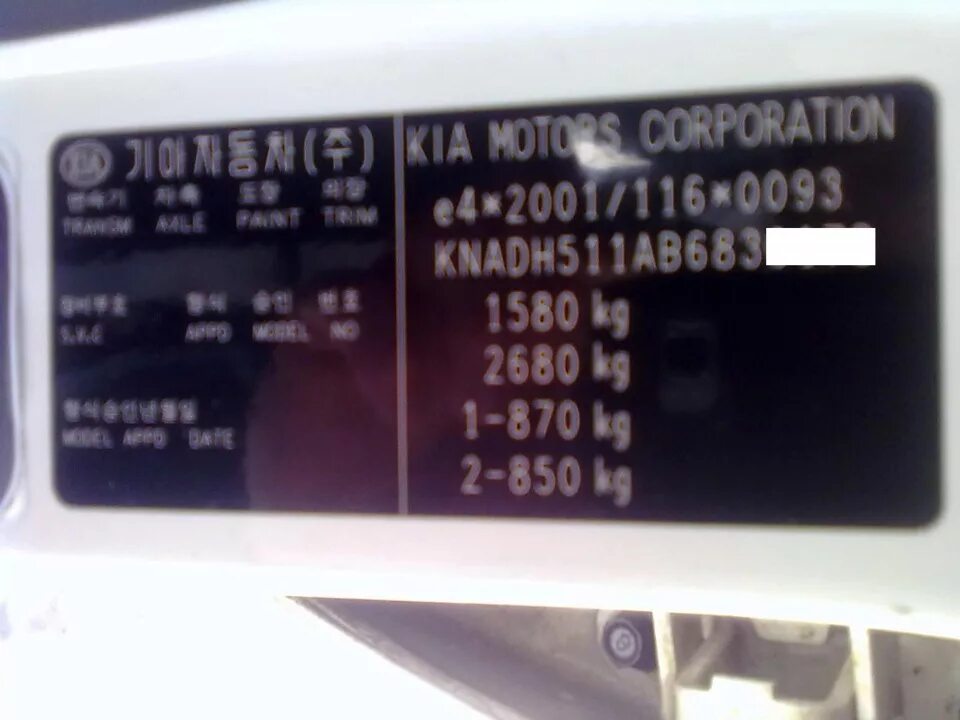 KIA 기아자동차(주)
변속기 차축 도장 의장
TRANSM AXLE PAINT TRIM
정비부호 형식 승인 번호
S.V.C APPD MODEL NO
형식승인년월일
MODEL APPD DATE
KIA MOTORS CORPORATION
e4*2001/116*0093
KNADH511AB683
1580 kg
2680 kg
1-870 kg
2-850 kg